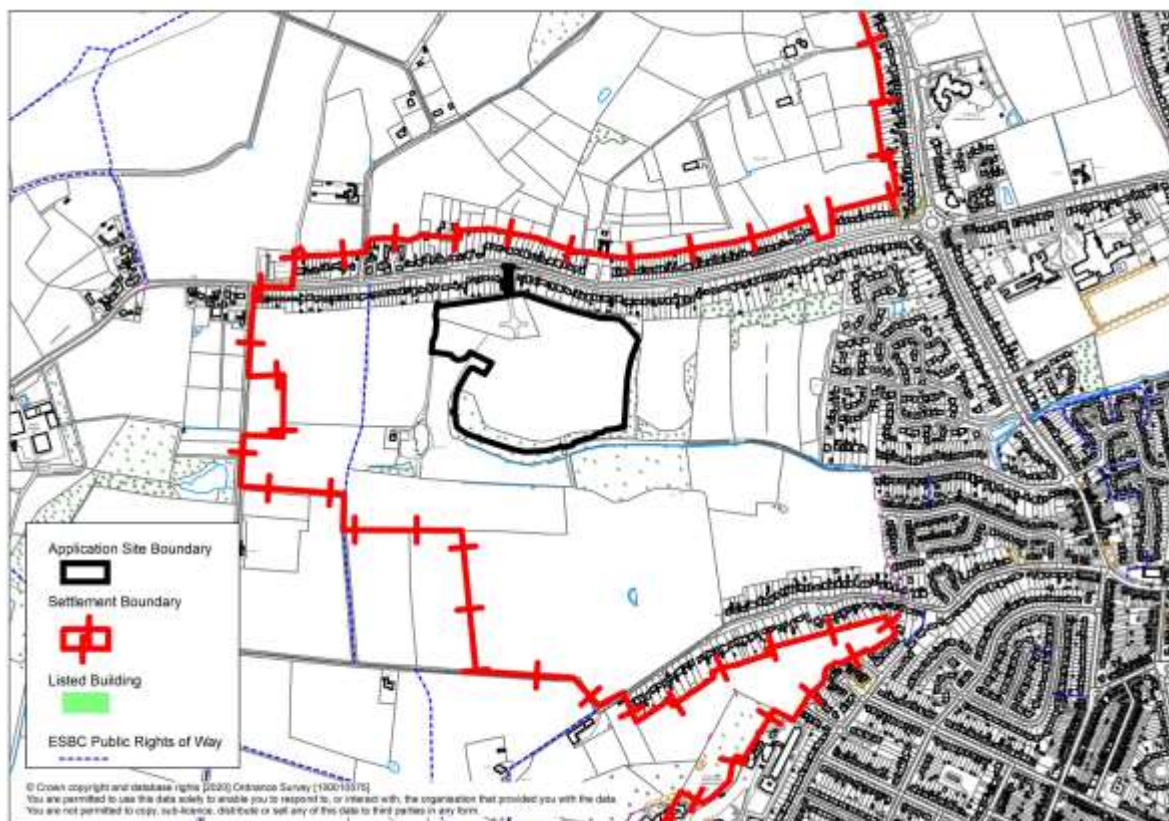 Application Site Boundary
Settlement Boundary
Listed Building
ESBC Public Rights of Way
© Crown copyright and database rights [2020] Ordnance Survey [100010575]
You are permitted to use this data solely to enable you to respond to, or interact with, the organisation that provided you with the data
You are not permitted to copy, sub-licence, distribute or sell any of this data to third parties in any form